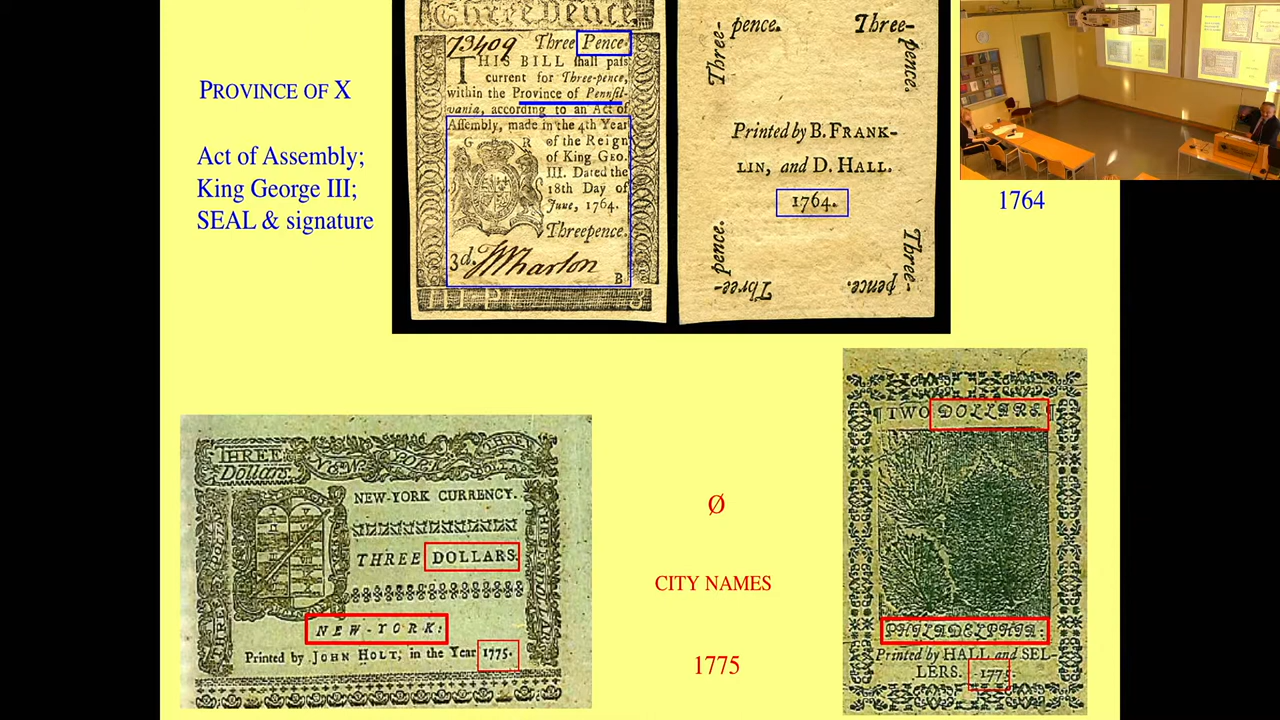 Threepence
PROVINCE OF X
Act of Assembly;
King George III;
SEAL & signature
73409 Three Pence.
THIS BILL shall pass
current for Three-pence,
within the Province of Pennsil-
vania, according to an Act of
Assembly, made in the 4th Year
G R of the Reign
of King GEO.
III. Dated the
18th Day of
June, 1764.
Threepence.
3d. Wharton
B
Three-pence.
Three-pence.
Printed by B. FRANK-
LIN, and D. HALL.
1764.
Three-pence.
Three-pence.
1764
THREE
Dollars.
NEW-YORK CURRENCY.
THREE DOLLARS.
NEW-YORK:
Printed by JOHN HOLT, in the Year 1775.
Ø
CITY NAMES
1775
TWO DOLLARS.
PHILADELPHIA:
Printed by HALL and SEL
LERS. 177